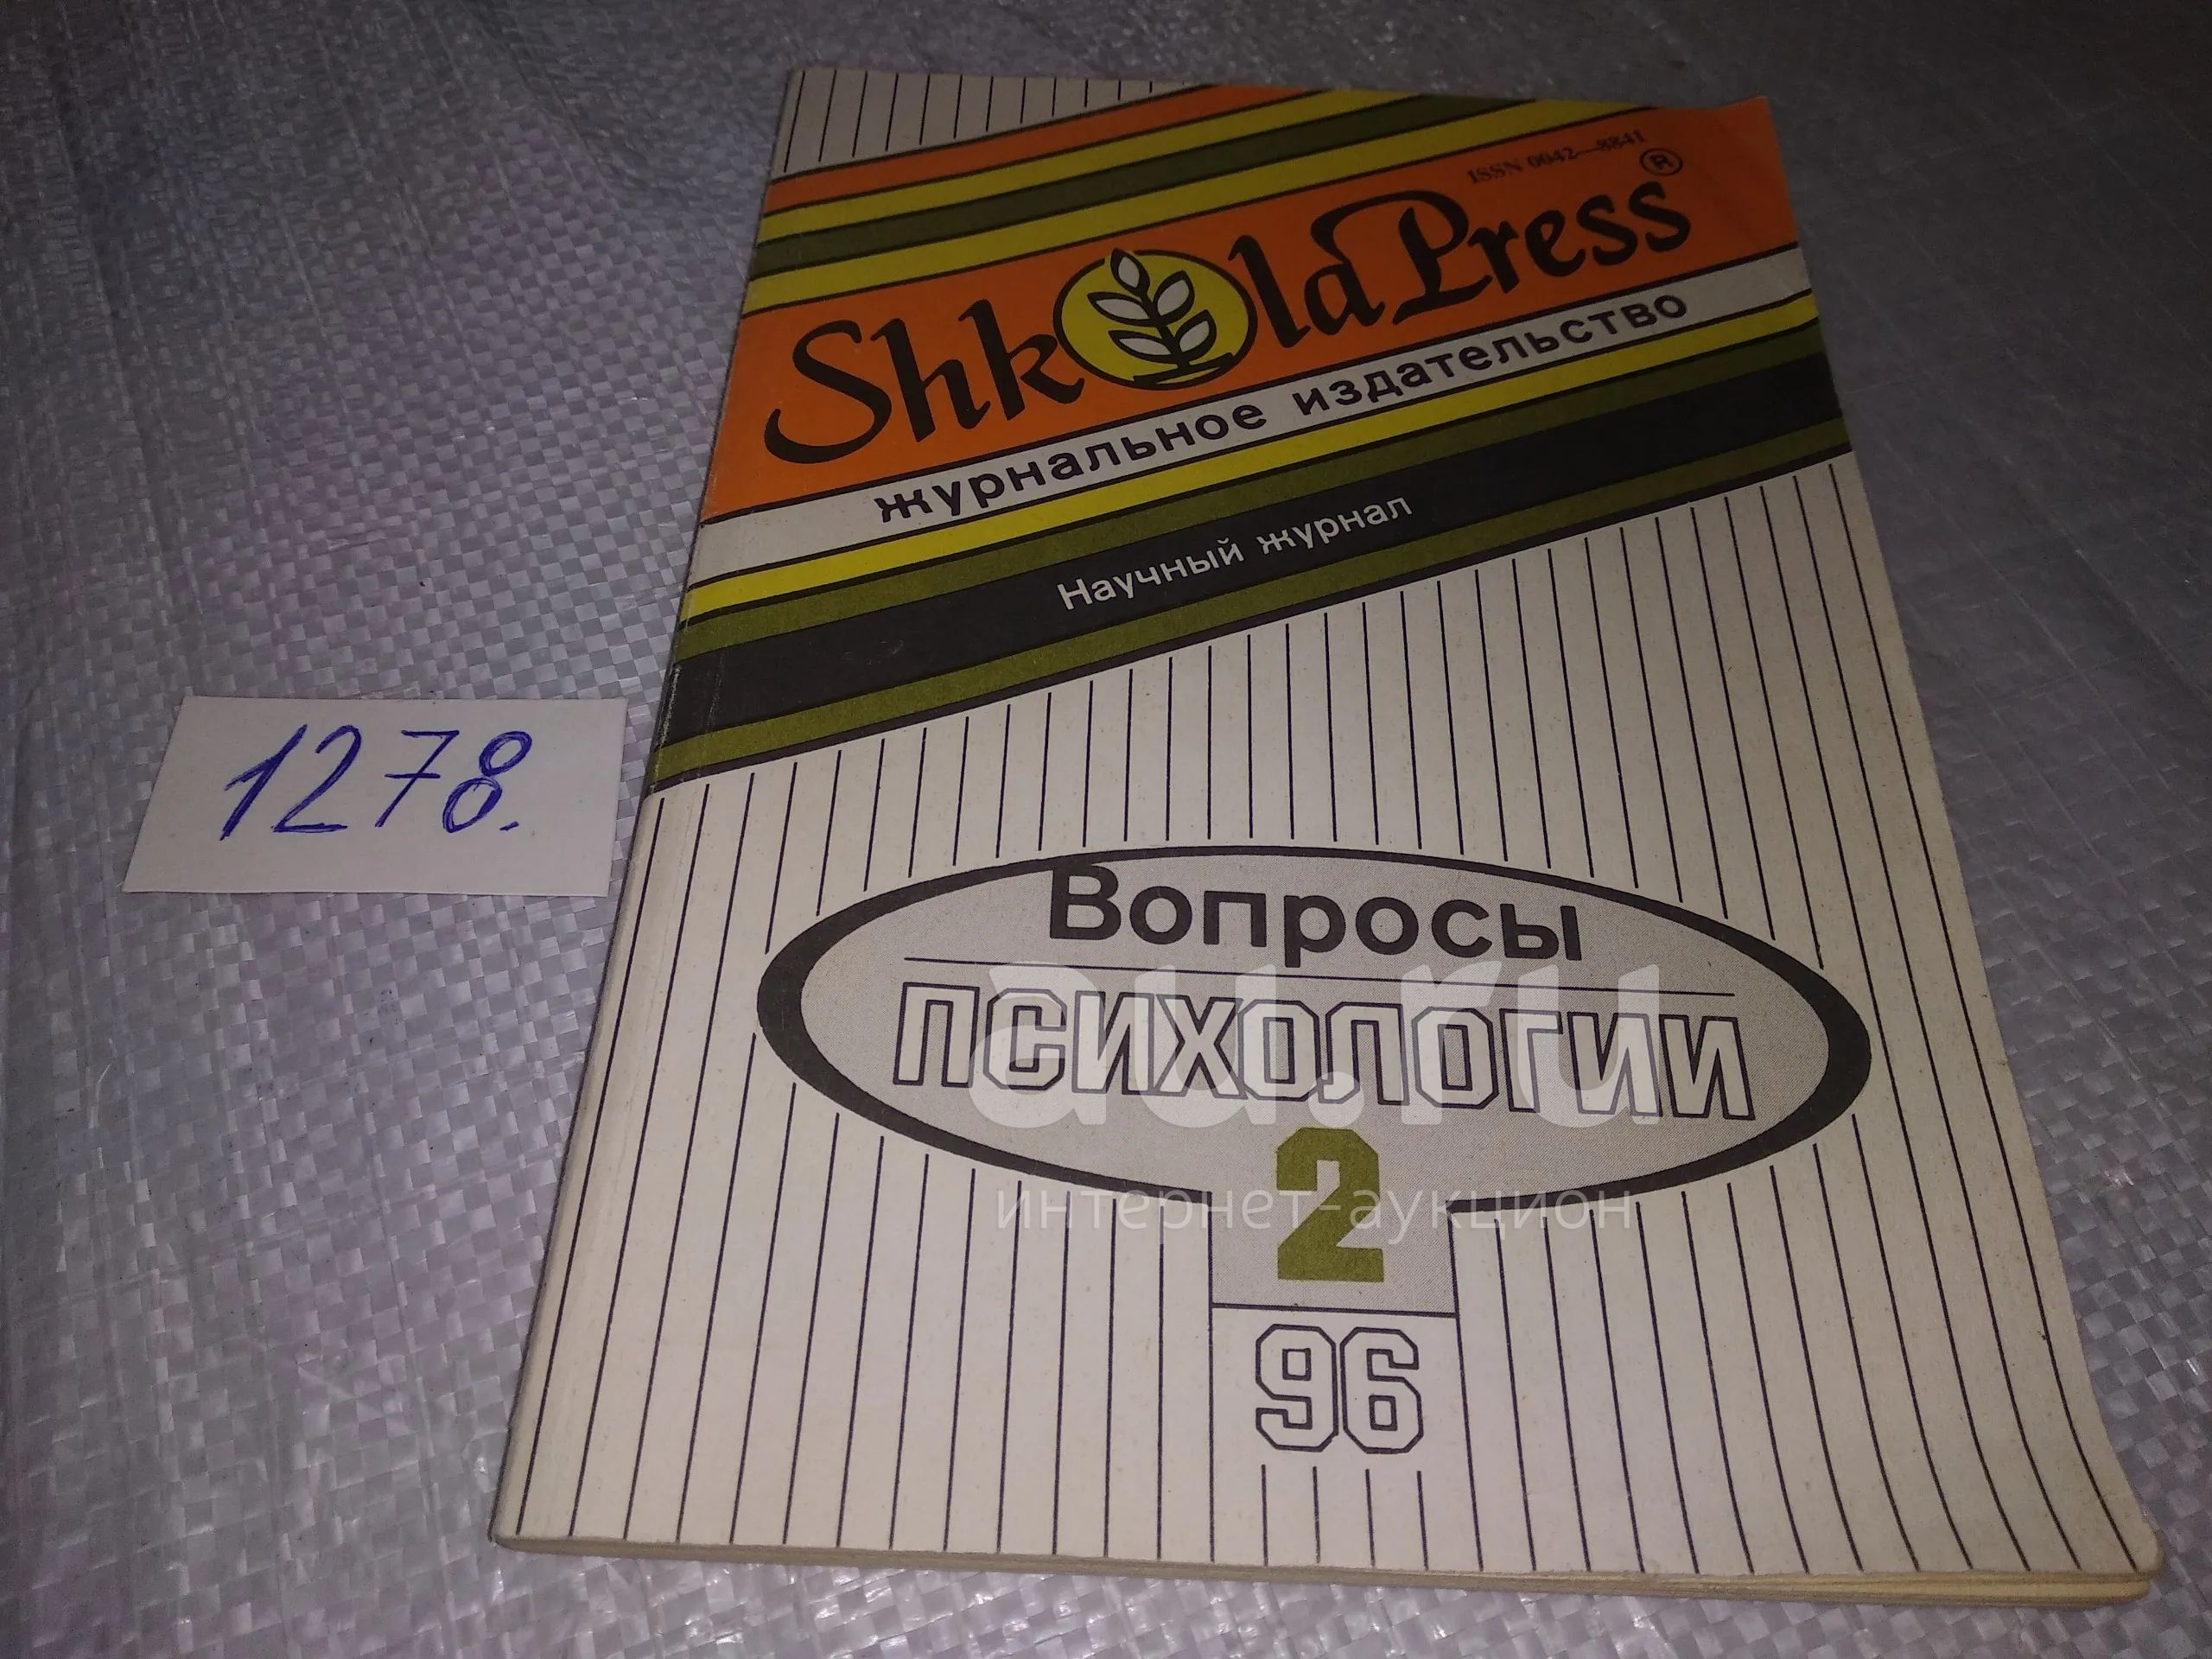 ISSN 0042—8841
ShkolaPress®
журнальное издательство
Научный журнал
1278.
Вопросы
психологии
2
96
au.ru
интернет-аукцион